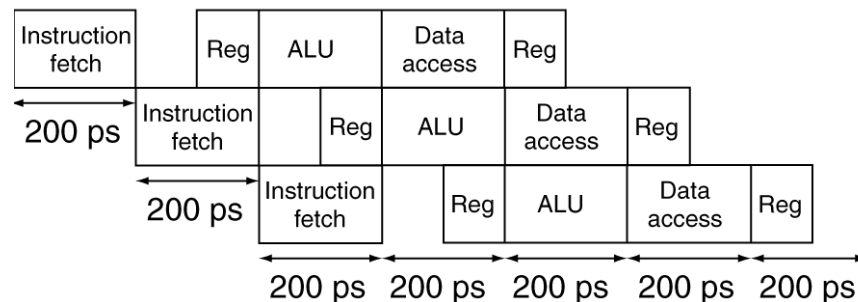 Instruction
fetch
Reg
ALU
Data
access
Reg
200 ps
Instruction
fetch
Reg
ALU
Data
access
Reg
200 ps
Instruction
fetch
Reg
ALU
Data
access
Reg
200 ps 200 ps 200 ps 200 ps 200 ps